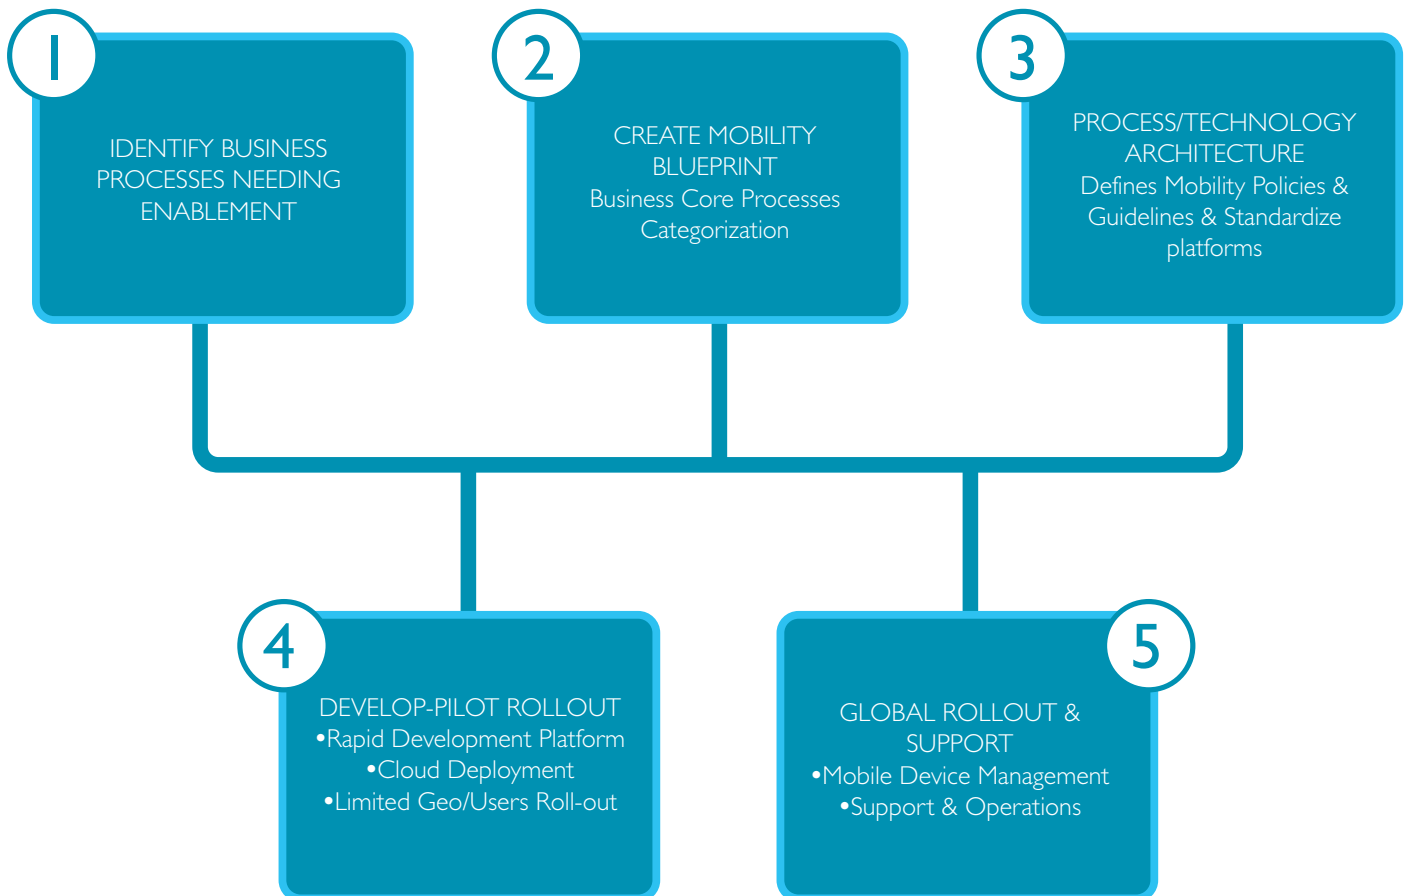 1
IDENTIFY BUSINESS
PROCESSES NEEDING
ENABLEMENT
2
CREATE MOBILITY
BLUEPRINT
Business Core Processes
Categorization
3
PROCESS/TECHNOLOGY
ARCHITECTURE
Defines Mobility Policies &
Guidelines & Standardize
platforms
4
DEVELOP-PILOT ROLLOUT
•Rapid Development Platform
•Cloud Deployment
•Limited Geo/Users Roll-out
5
GLOBAL ROLLOUT &
SUPPORT
•Mobile Device Management
•Support & Operations